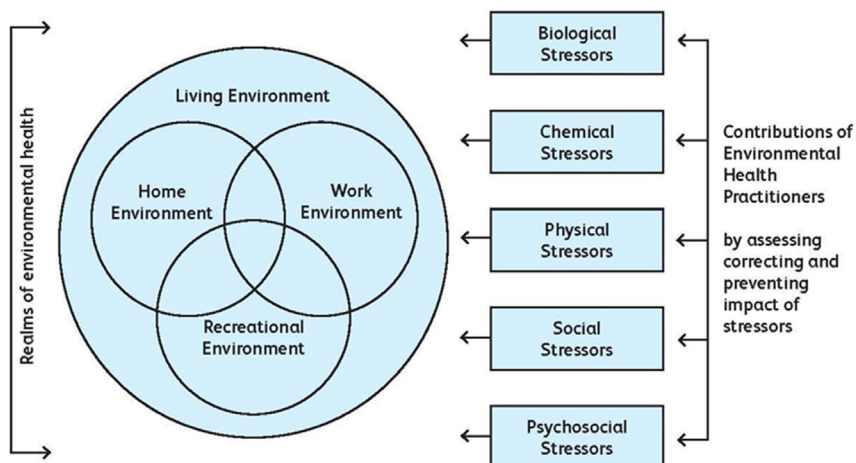 Realms of environmental health
Living Environment
Home
Environment
Work
Environment
Recreational
Environment
Biological
Stressors
Chemical
Stressors
Physical
Stressors
Social
Stressors
Psychosocial
Stressors
Contributions of
Environmental
Health
Practitioners
by assessing
correcting and
preventing
impact of
stressors